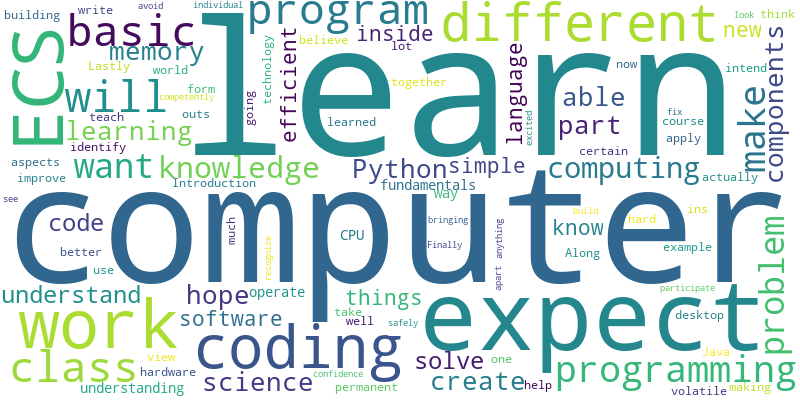 building
write
avoid
individual
program
different
look
think
ECS
basic
memory
Lastly
world
will
competently
form
technology
going
efficient
believe
inside
lot
language
new
now
intend
components
learn
teach
outs
learning
identify
learned
together
able
part
excited
certain
fix
course
apply
make
aspects
improve
want
knowledge
Introduction
Python
simple
fundamentals
computing
actually
see
computer
code
better
use
much
recognize
CPU
way
bringing
Finally
apart
anything
know
build
Along
hard
ins
example
problem
understand
hope
operate
things
take
well
safely
participate
desktop
work
software
coding
expect
class
view
hardware
understanding
science
confidence
permanent
solve
create
one
help
programming
Java
making
volatile